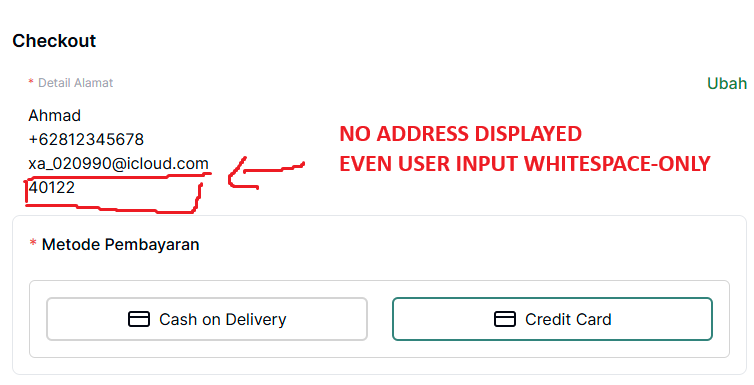 Checkout
* Detail Alamat
Ubah
Ahmad
+62812345678
xa_020990@icloud.com
40122
NO ADDRESS DISPLAYED
EVEN USER INPUT WHITESPACE-ONLY
* Metode Pembayaran
Cash on Delivery
Credit Card